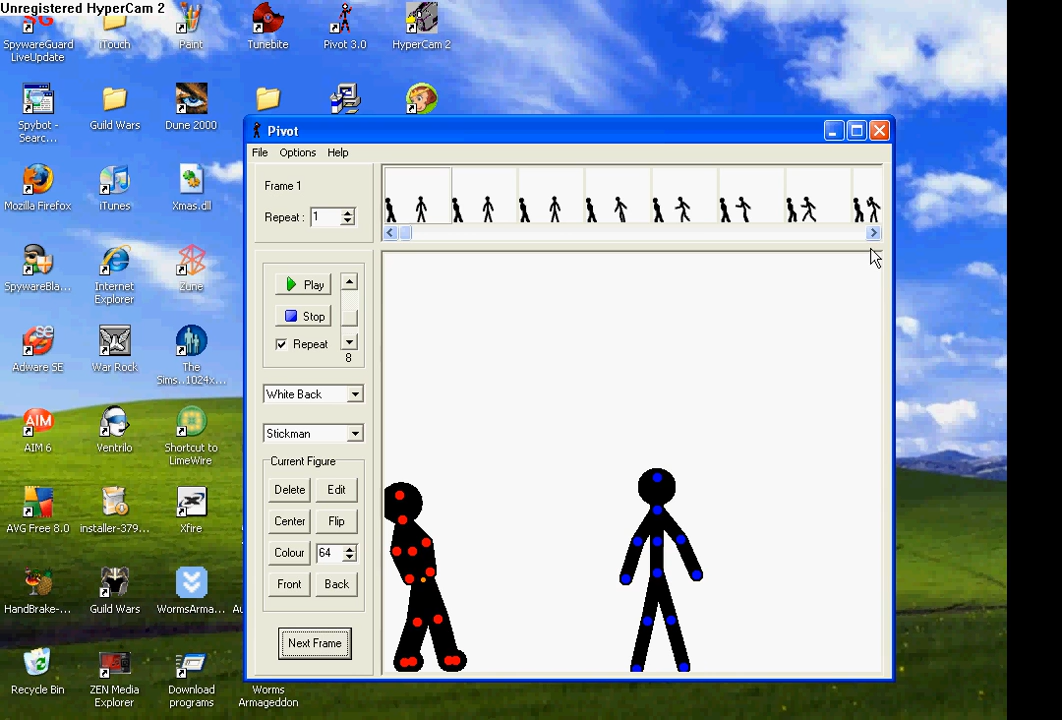 Unregistered HyperCam 2
SpywareGuard
LiveUpdate
iTouch
Paint
Tunebite
Pivot 3.0
HyperCam 2
Spybot -
Searc...
Guild Wars
Dune 2000
Pivot
File Options Help
Frame 1
Repeat: 1
Mozilla Firefox
iTunes
Xmas.dll
SpywareBla...
Internet
Explorer
Zune
Play
Stop
Repeat
8
Adware SE
War Rock
The
Sims..1024x...
White Back
Stickman
AIM
AIM 6
Ventrilo
Shortcut to
LimeWire
Current Figure
Delete Edit
Center Flip
Colour 64
Front Back
Next Frame
AVG Free 8.0
installer-379...
Xfire
HandBrake-...
Guild Wars
WormsArma...
Au
Recycle Bin
ZEN Media
Explorer
Download
programs
Worms
Armageddon